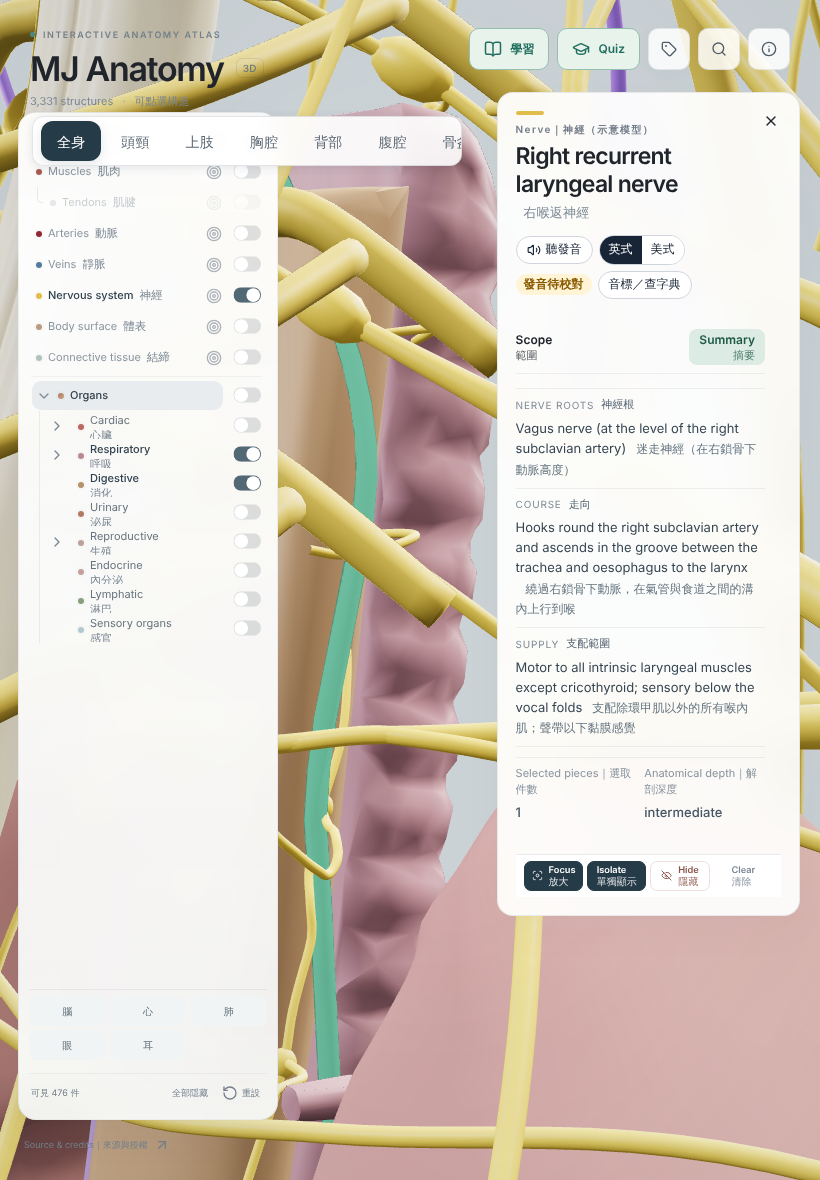 INTERACTIVE ANATOMY ATLAS
MJ Anatomy 3D
3,331 structures · 可點選構造
學習
Quiz
全身 頭頸 上肢 胸腔 背部 腹腔
Muscles 肌肉
Tendons 肌腱
Arteries 動脈
Veins 靜脈
Nervous system 神經
Body surface 體表
Connective tissue 結締
Organs
Cardiac
心臟
Respiratory
呼吸
Digestive
消化
Urinary
泌尿
Reproductive
生殖
Endocrine
內分泌
Lymphatic
淋巴
Sensory organs
感官
腦 心 肺
眼 耳
可見 476 件 全部隱藏 重設
Source & credits | 來源與授權
Nerve | 神經（示意模型）
Right recurrent
laryngeal nerve
右喉返神經
聽發音 英式 美式
發音待校對 音標／查字典
Scope
範圍
Summary
摘要
NERVE ROOTS 神經根
Vagus nerve (at the level of the right
subclavian artery) 迷走神經（在右鎖骨下
動脈高度）
COURSE 走向
Hooks round the right subclavian artery
and ascends in the groove between the
trachea and oesophagus to the larynx
繞過右鎖骨下動脈，在氣管與食道之間的溝
內上行到喉
SUPPLY 支配範圍
Motor to all intrinsic laryngeal muscles
except cricothyroid; sensory below the
vocal folds 支配除環甲肌以外的所有喉內
肌；聲帶以下黏膜感覺
Selected pieces | 選取
件數
1
Anatomical depth | 解
剖深度
intermediate
Focus
放大
Isolate
單獨顯示
Hide
隱藏
Clear
清除